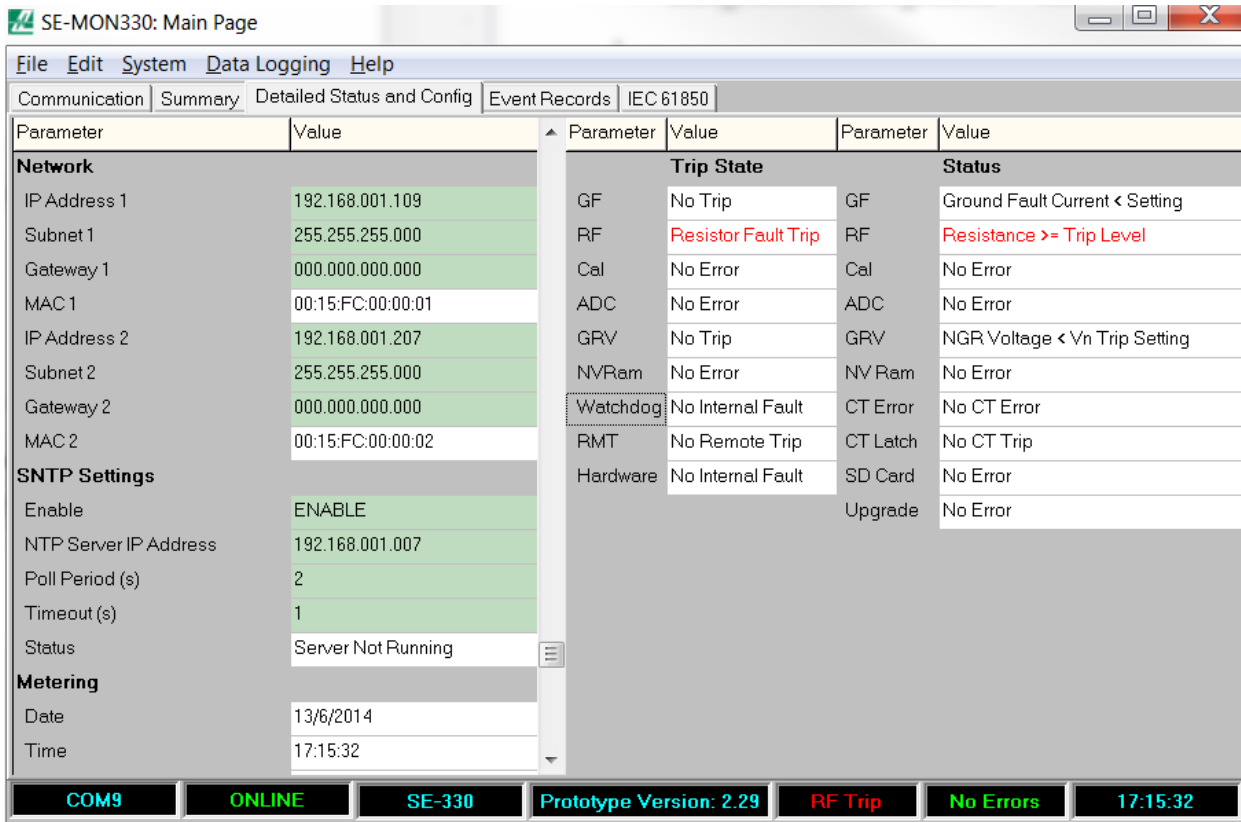 SE-MON330: Main Page
File Edit System Data Logging Help
Communication Summary Detailed Status and Config Event Records IEC 61850
Parameter Value Parameter Value Parameter Value
Network Trip State Status
IP Address 1 192.168.001.109 GF No Trip GF Ground Fault Current < Setting
Subnet 1 255.255.255.000 RF Resistor Fault Trip RF Resistance >= Trip Level
Gateway 1 000.000.000.000 Cal No Error Cal No Error
MAC 1 00:15:FC:00:00:01 ADC No Error ADC No Error
IP Address 2 192.168.001.207 GRV No Trip GRV NGR Voltage < Vn Trip Setting
Subnet 2 255.255.255.000 NVRam No Error NV Ram No Error
Gateway 2 000.000.000.000 Watchdog No Internal Fault CT Error No CT Error
MAC 2 00:15:FC:00:00:02 RMT No Remote Trip CT Latch No CT Trip
SNTP Settings Hardware No Internal Fault SD Card No Error
Enable ENABLE Upgrade No Error
NTP Server IP Address 192.168.001.007
Poll Period (s) 2
Timeout (s) 1
Status Server Not Running
Metering
Date 13/6/2014
Time 17:15:32
COM9 ONLINE SE-330 Prototype Version: 2.29 RF Trip No Errors 17:15:32